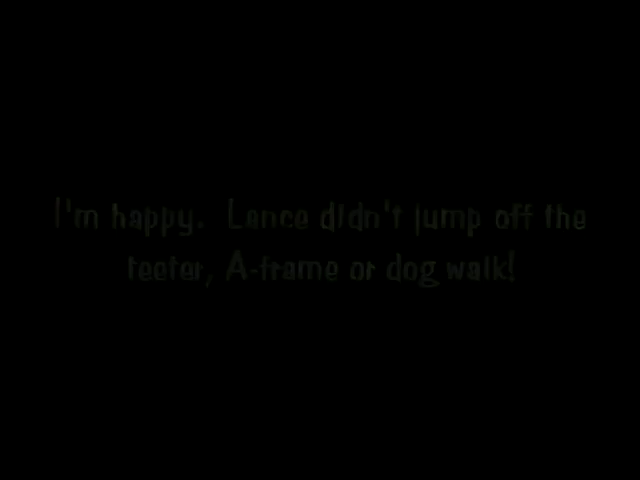 I'm happy.  Lance didn't jump off the
teeter, A-frame or dog walk!